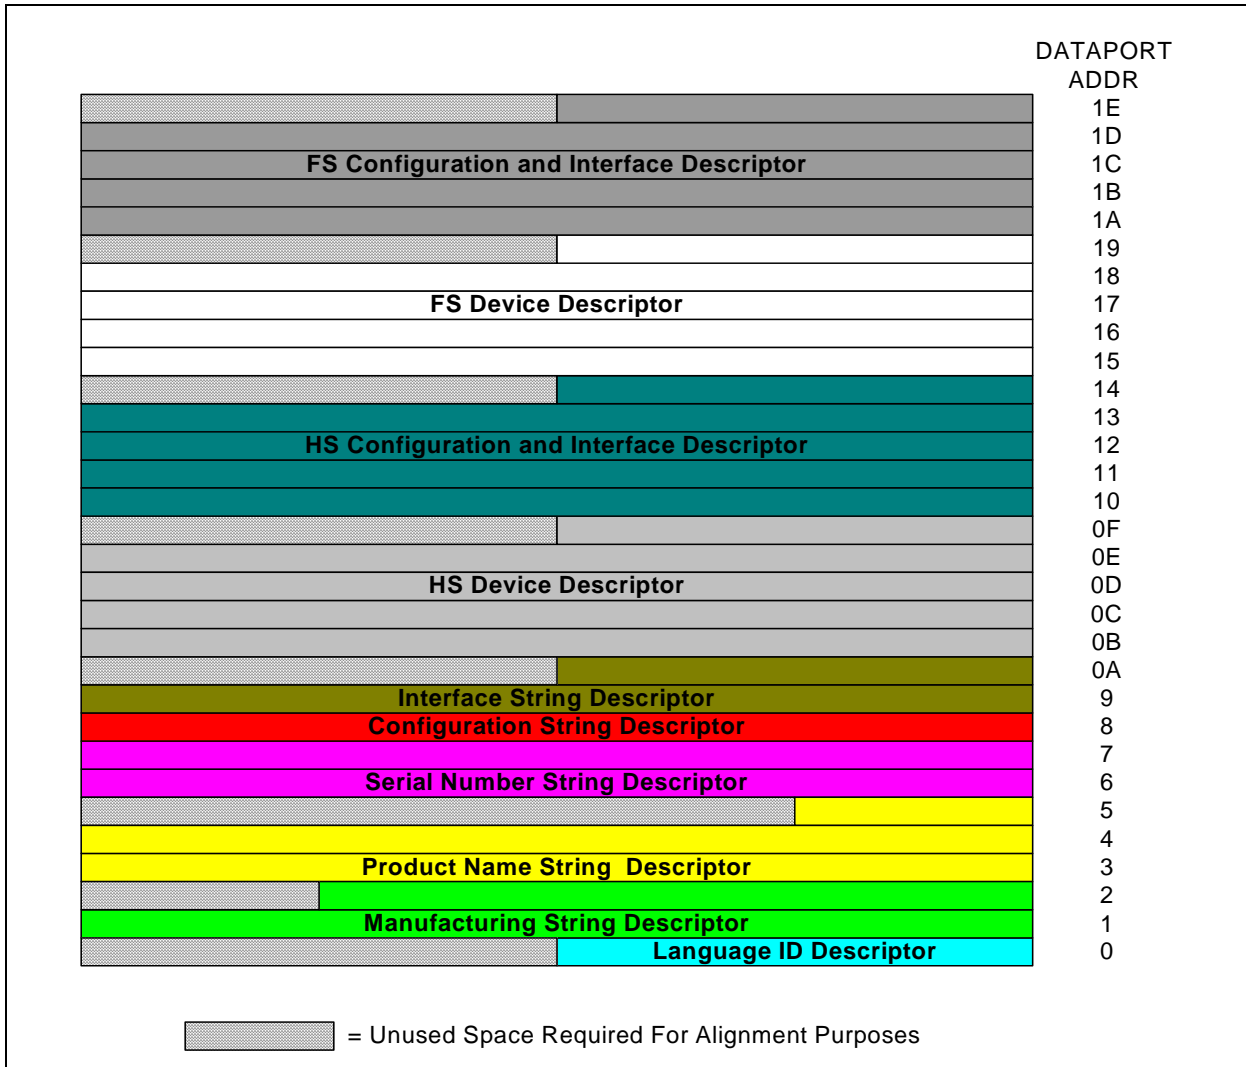 DATAPORT
ADDR
1E
1D
FS Configuration and Interface Descriptor 1C
1B
1A
19
18
FS Device Descriptor 17
16
15
14
13
HS Configuration and Interface Descriptor 12
11
10
0F
0E
HS Device Descriptor 0D
0C
0B
0A
Interface String Descriptor 9
Configuration String Descriptor 8
7
Serial Number String Descriptor 6
5
4
Product Name String Descriptor 3
2
Manufacturing String Descriptor 1
Language ID Descriptor 0
= Unused Space Required For Alignment Purposes